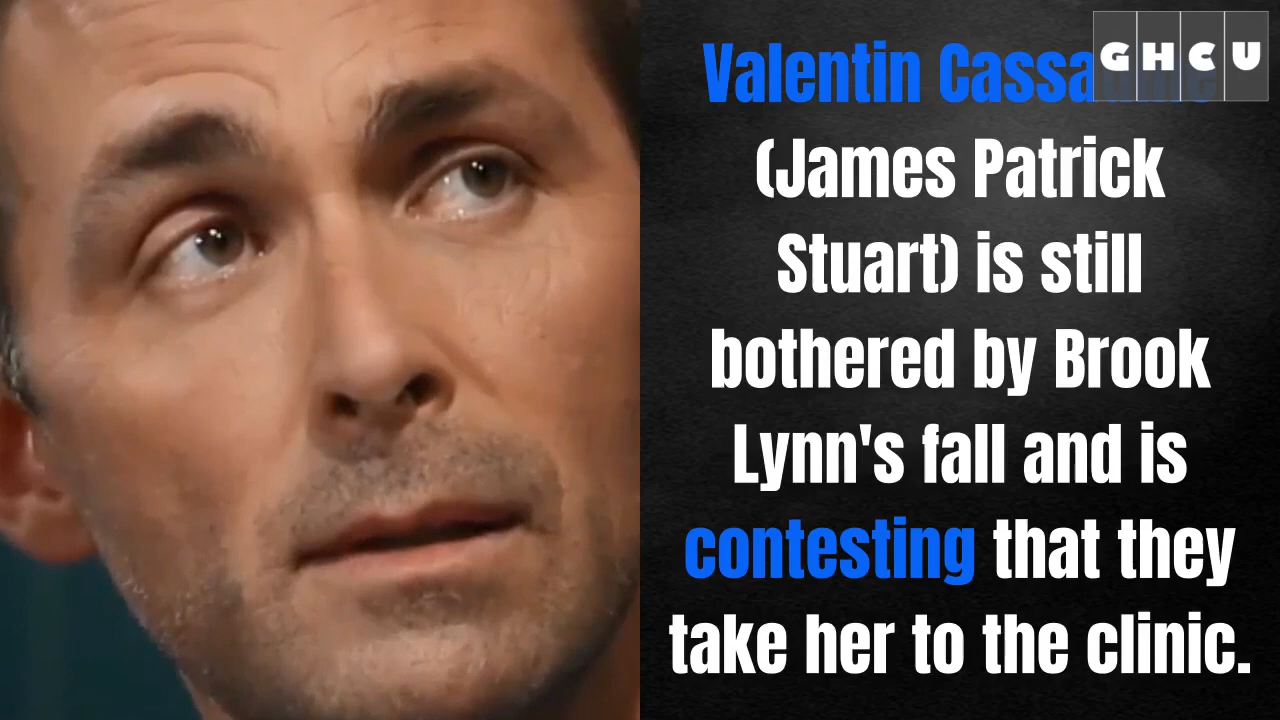 Valentin Cassa
GHCU
(James Patrick
Stuart) is still
bothered by Brook
Lynn's fall and is
contesting that they
take her to the clinic.